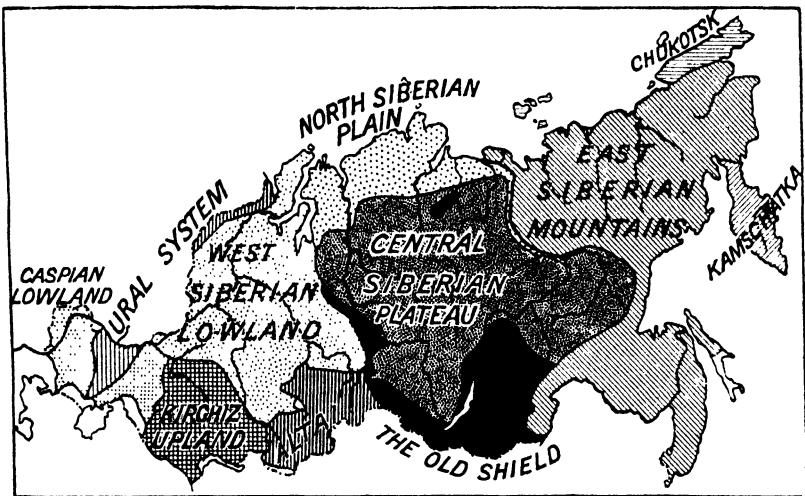 CHUKOTSK
NORTH SIBERIAN
PLAIN
EAST
SIBERIAN
MOUNTAINS
KAMSCHATKA
URAL SYSTEM
WEST
SIBERIAN
LOWLAND
CENTRAL
SIBERIAN
PLATEAU
CASPIAN
LOWLAND
KIRGHIZ
UPLAND
ALTAI
THE OLD SHIELD